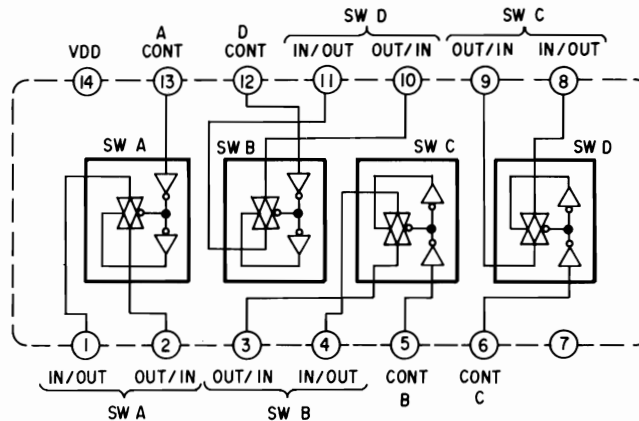 SW D SW C
VDD A CONT D CONT IN/OUT OUT/IN OUT/IN IN/OUT
14 13 12 11 10 9 8
SW A SW B SW C SW D
1 2 3 4 5 6 7
IN/OUT OUT/IN OUT/IN IN/OUT CONT B CONT C
SW A SW B